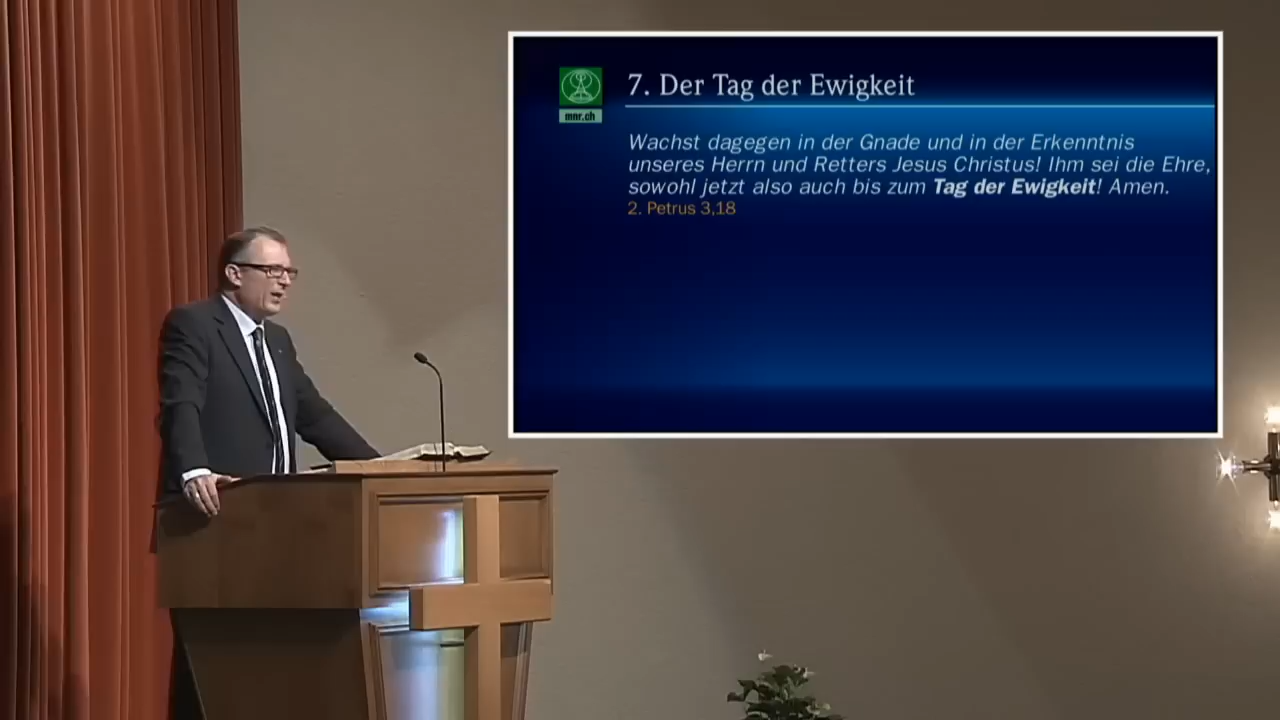 7. Der Tag der Ewigkeit
mnr.ch
Wachst dagegen in der Gnade und in der Erkenntnis
unseres Herrn und Retters Jesus Christus! Ihm sei die Ehre,
sowohl jetzt also auch bis zum Tag der Ewigkeit! Amen.
2. Petrus 3,18